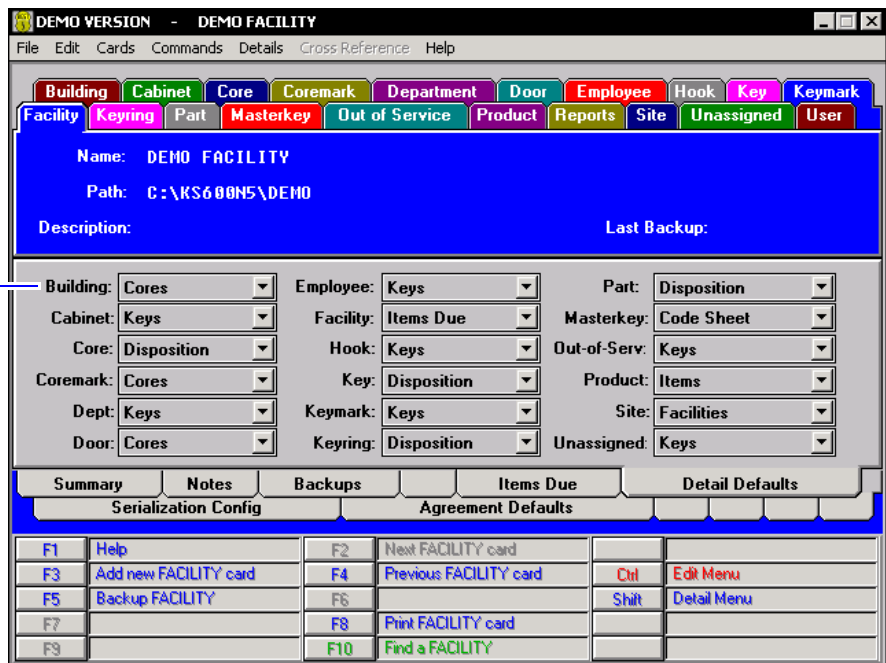 DEMO VERSION - DEMO FACILITY
File Edit Cards Commands Details Cross Reference Help
Building Cabinet Core Coremark Department Door Employee Hook Key Keymark
Facility Keyring Part Masterkey Out of Service Product Reports Site Unassigned User
Name: DEMO FACILITY
Path: C:\KS600N5\DEMO
Description: Last Backup:
Building: Cores Employee: Keys Part: Disposition
Cabinet: Keys Facility: Items Due Masterkey: Code Sheet
Core: Disposition Hook: Keys Out-of-Serv: Keys
Coremark: Cores Key: Disposition Product: Items
Dept: Keys Keymark: Keys Site: Facilities
Door: Cores Keyring: Disposition Unassigned: Keys
Summary Notes Backups Items Due Detail Defaults
Serialization Config Agreement Defaults
F1 Help F2 Next FACILITY card
F3 Add new FACILITY card F4 Previous FACILITY card Ctrl Edit Menu
F5 Backup FACILITY F6 Shift Detail Menu
F7 F8 Print FACILITY card
F9 F10 Find a FACILITY